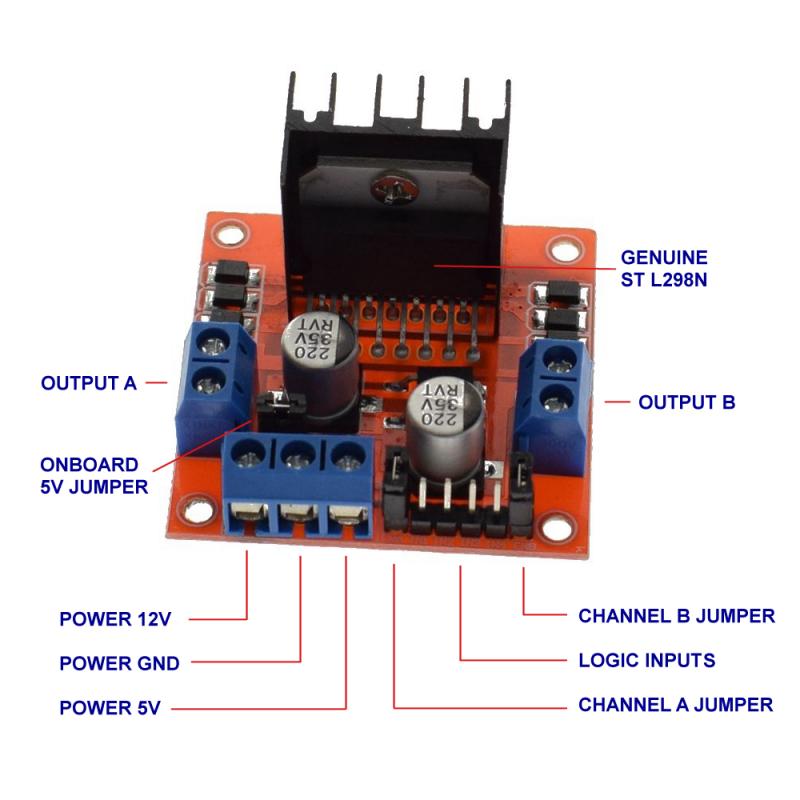 GENUINE
ST L298N
OUTPUT A
OUTPUT B
ONBOARD
5V JUMPER
220
35V
RVT
220
35V
RVT
POWER 12V
POWER GND
POWER 5V
CHANNEL B JUMPER
LOGIC INPUTS
CHANNEL A JUMPER